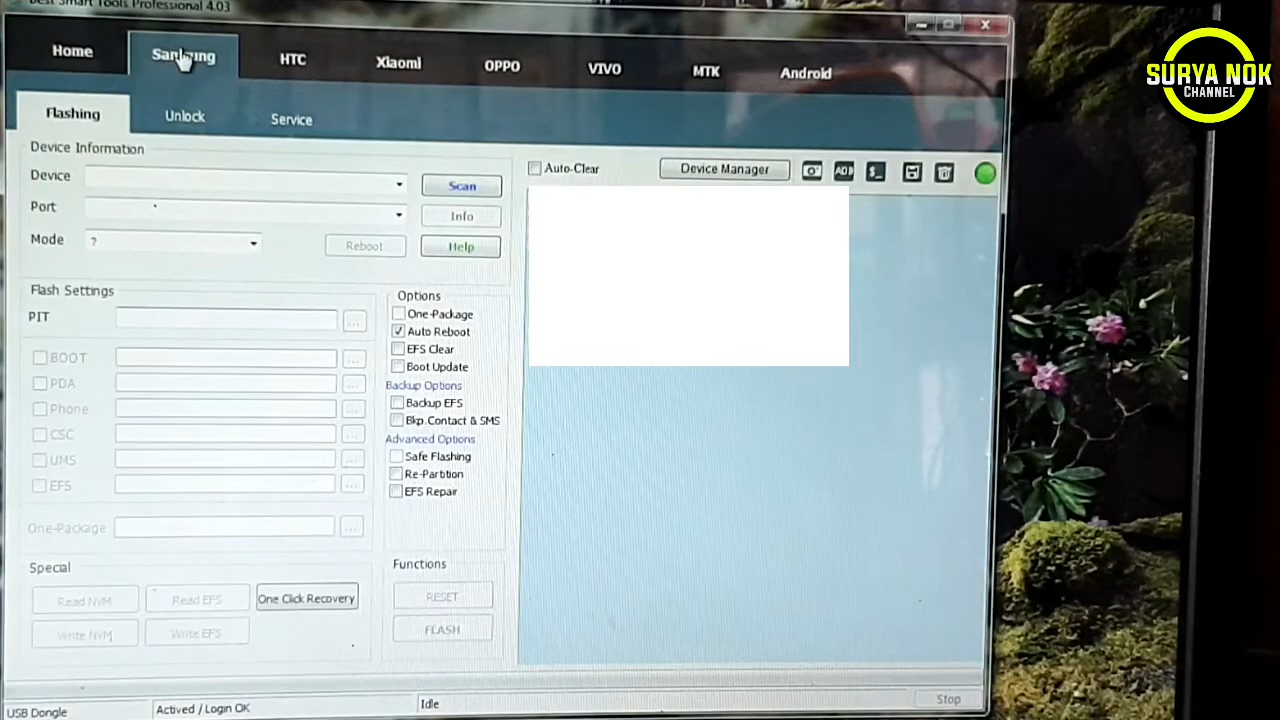 Best Smart Tools Professional 4.03
Home Samsung HTC Xiaomi OPPO VIVO MTK Android
SURYA NOK
CHANNEL
Flashing Unlock Service
Device Information
Device
Scan
Port
Info
Mode ? Reboot Help
Auto-Clear Device Manager ADB $_
Flash Settings
PIT ...
BOOT ...
PDA ...
Phone ...
CSC ...
UMS ...
EFS ...
One-Package ...
Options
One-Package
Auto Reboot
EFS Clear
Boot Update
Backup Options
Backup EFS
Bkp.Contact & SMS
Advanced Options
Safe Flashing
Re-Partition
EFS Repair
Special
Read NVM Read EFS One Click Recovery
Write NVM Write EFS
Functions
RESET
FLASH
USB Dongle Actived / Login OK Idle Stop